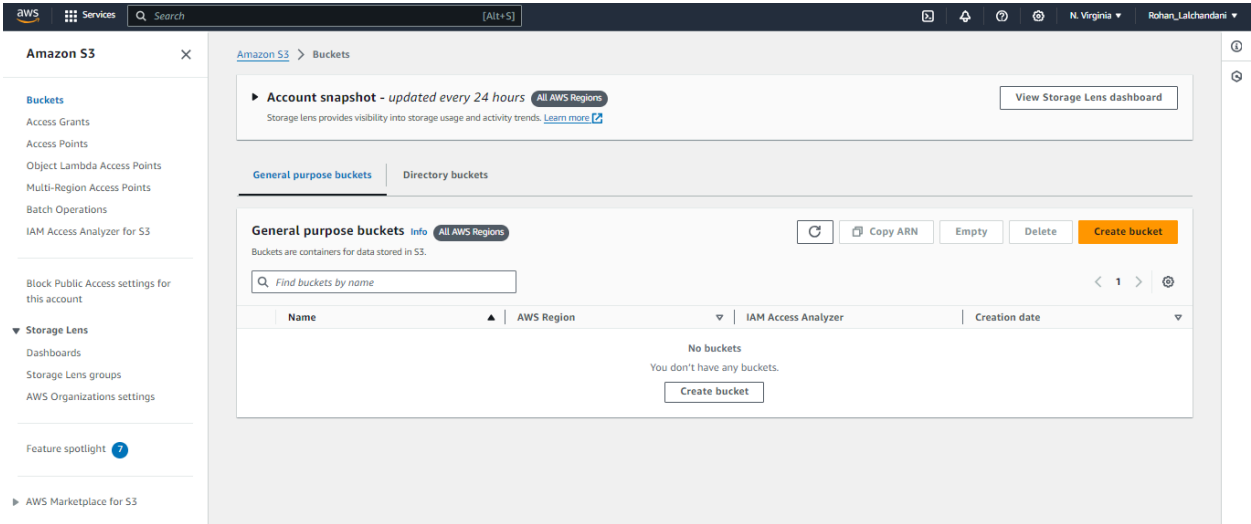 aws Services Search [Alt+S] N. Virginia Rohan_Lalchandani
Amazon S3
Buckets
Access Grants
Access Points
Object Lambda Access Points
Multi-Region Access Points
Batch Operations
IAM Access Analyzer for S3
Block Public Access settings for
this account
Storage Lens
Dashboards
Storage Lens groups
AWS Organizations settings
Feature spotlight 7
AWS Marketplace for S3
Amazon S3 > Buckets
Account snapshot - updated every 24 hours All AWS Regions View Storage Lens dashboard
Storage lens provides visibility into storage usage and activity trends. Learn more
General purpose buckets Directory buckets
General purpose buckets Info All AWS Regions Copy ARN Empty Delete Create bucket
Buckets are containers for data stored in S3.
Find buckets by name 1
Name AWS Region IAM Access Analyzer Creation date
No buckets
You don't have any buckets.
Create bucket